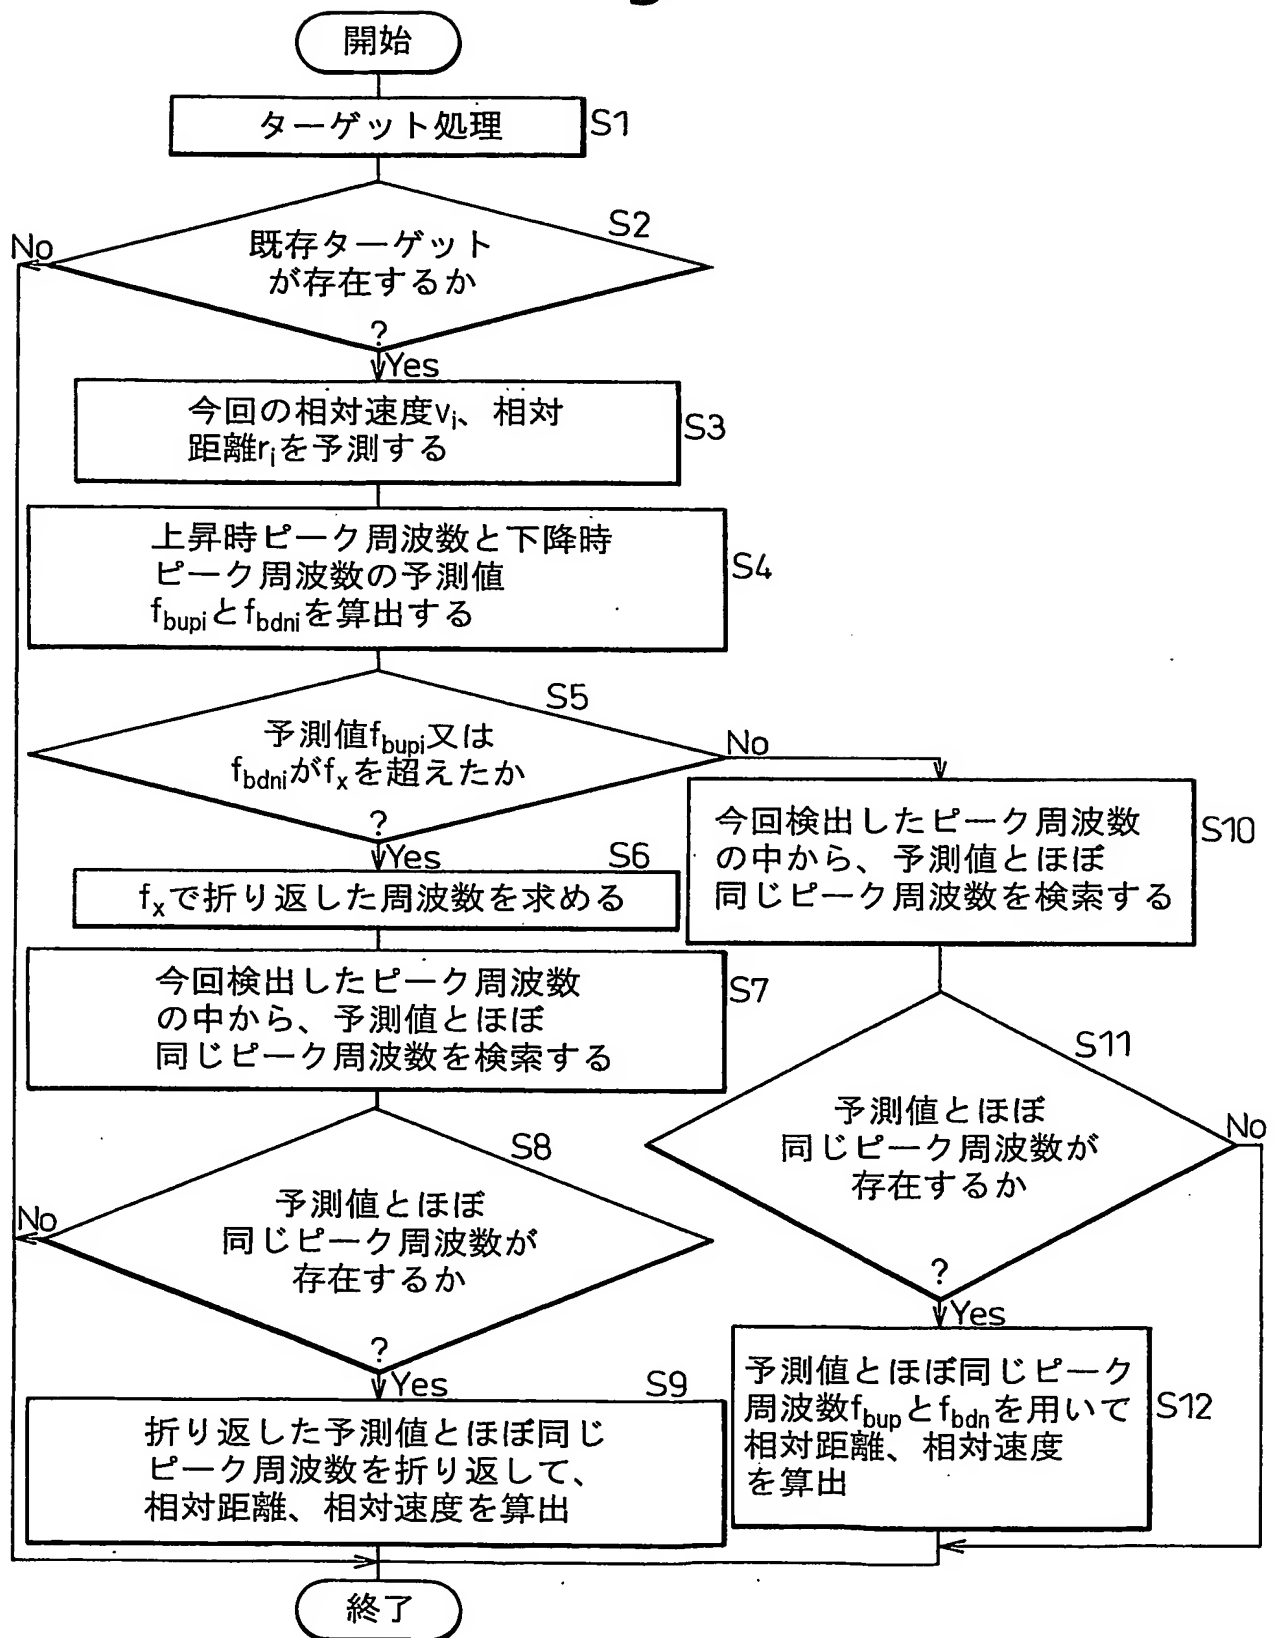 開始
ターゲット処理
S1
S2
No
既存ターゲット
が存在するか
?
Yes
今回の相対速度vi、相対
距離riを予測する
S3
上昇時ピーク周波数と下降時
ピーク周波数の予測値
fbupiとfbdniを算出する
S4
S5
予測値fbupi又は
fbdniがfxを超えたか
?
No
Yes
S6
fxで折り返した周波数を求める
今回検出したピーク周波数
の中から、予測値とほぼ
同じピーク周波数を検索する
S10
今回検出したピーク周波数
の中から、予測値とほぼ
同じピーク周波数を検索する
S7
S11
予測値とほぼ
同じピーク周波数が
存在するか
?
No
Yes
S8
予測値とほぼ
同じピーク周波数が
存在するか
?
No
Yes
S9
折り返した予測値とほぼ同じ
ピーク周波数を折り返して、
相対距離、相対速度を算出
予測値とほぼ同じピーク
周波数fbupとfbdnを用いて
相対距離、相対速度
を算出
S12
終了